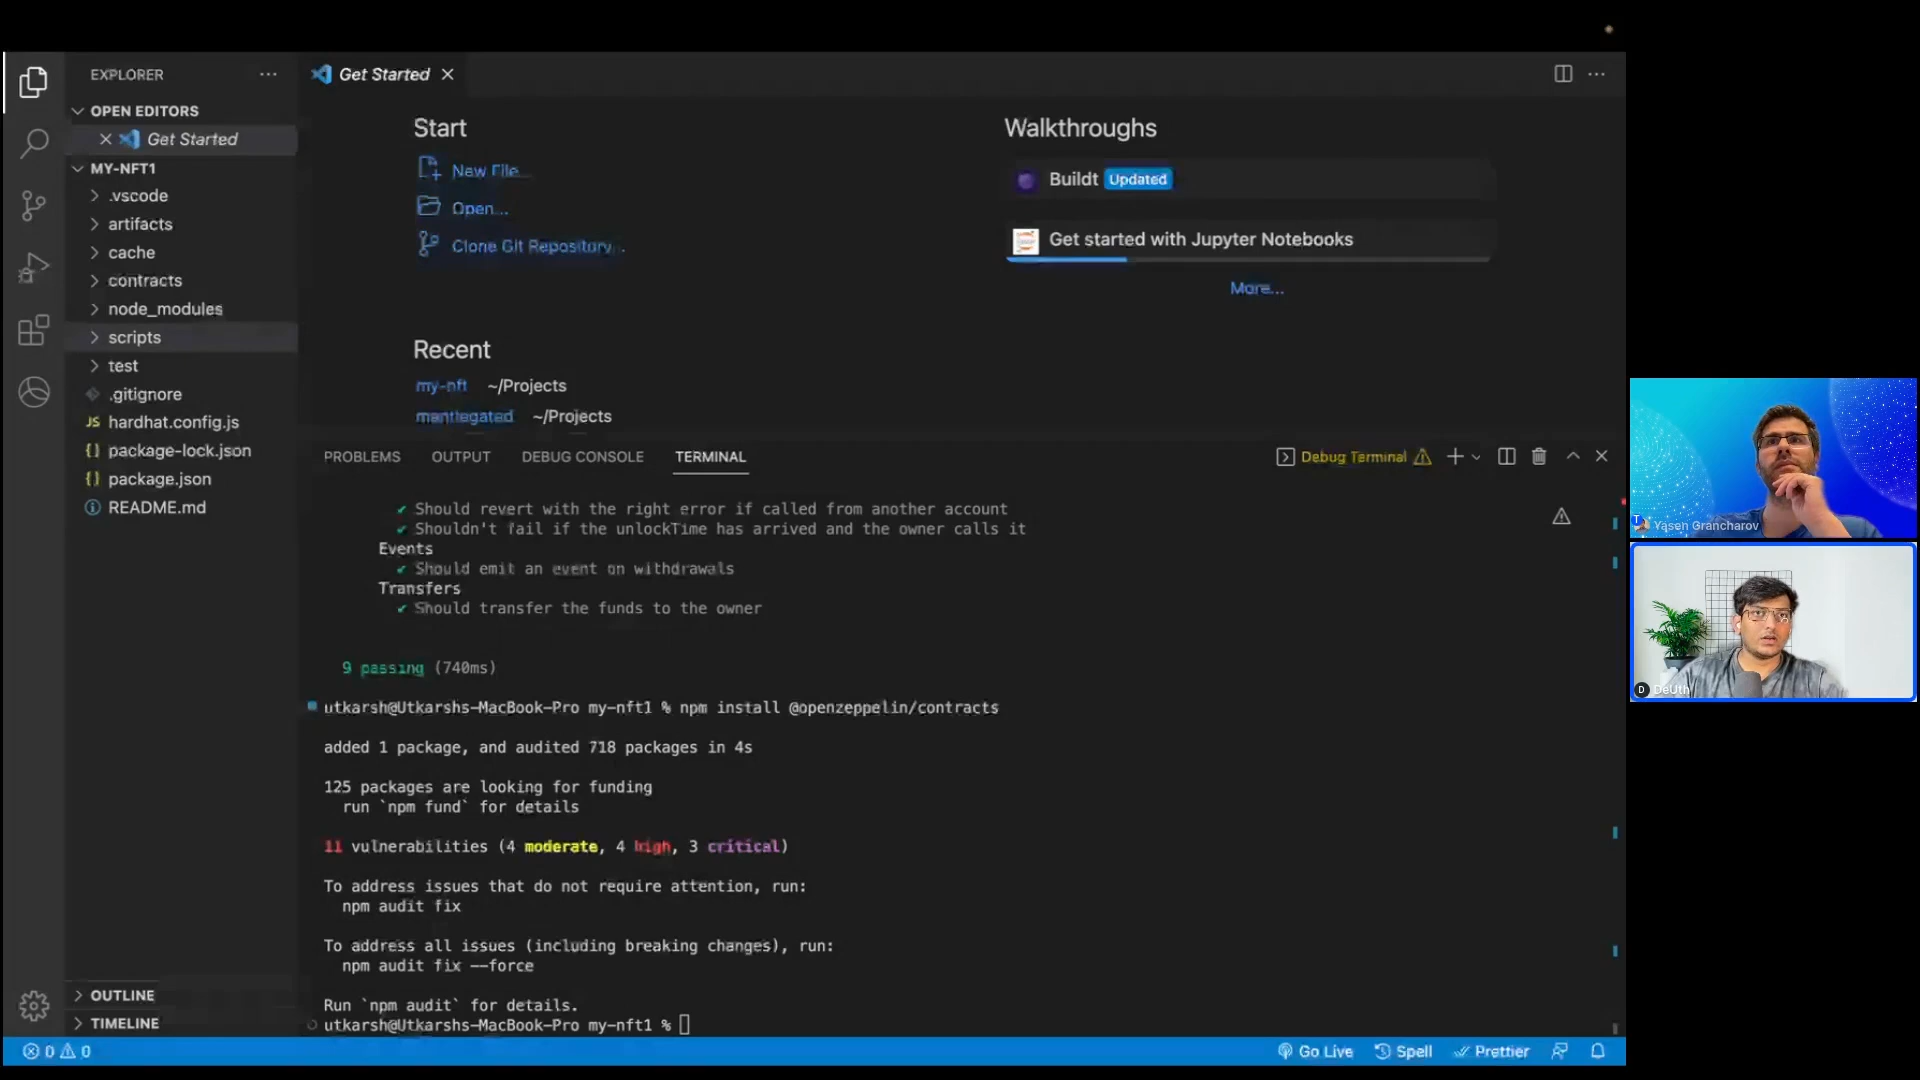 EXPLORER
Get Started
OPEN EDITORS
Get Started
MY-NFT1
.vscode
artifacts
cache
contracts
node_modules
scripts
test
.gitignore
JS hardhat.config.js
{} package-lock.json
{} package.json
README.md
OUTLINE
TIMELINE
Start
New File...
Open...
Clone Git Repository...
Recent
my-nft ~/Projects
mantlegated ~/Projects
Walkthroughs
Buildt Updated
Get started with Jupyter Notebooks
More...
PROBLEMS OUTPUT DEBUG CONSOLE TERMINAL
Debug Terminal
✔ Should revert with the right error if called from another account
✔ Shouldn't fail if the unlockTime has arrived and the owner calls it
Events
✔ Should emit an event on withdrawals
Transfers
✔ Should transfer the funds to the owner
9 passing (740ms)
utkarsh@Utkarshs-MacBook-Pro my-nft1 % npm install @openzeppelin/contracts
added 1 package, and audited 718 packages in 4s
125 packages are looking for funding
run `npm fund` for details
11 vulnerabilities (4 moderate, 4 high, 3 critical)
To address issues that do not require attention, run:
npm audit fix
To address all issues (including breaking changes), run:
npm audit fix --force
Run `npm audit` for details.
utkarsh@Utkarshs-MacBook-Pro my-nft1 %
0 0
Go Live Spell Prettier
Yasen Grancharov
D DeUth